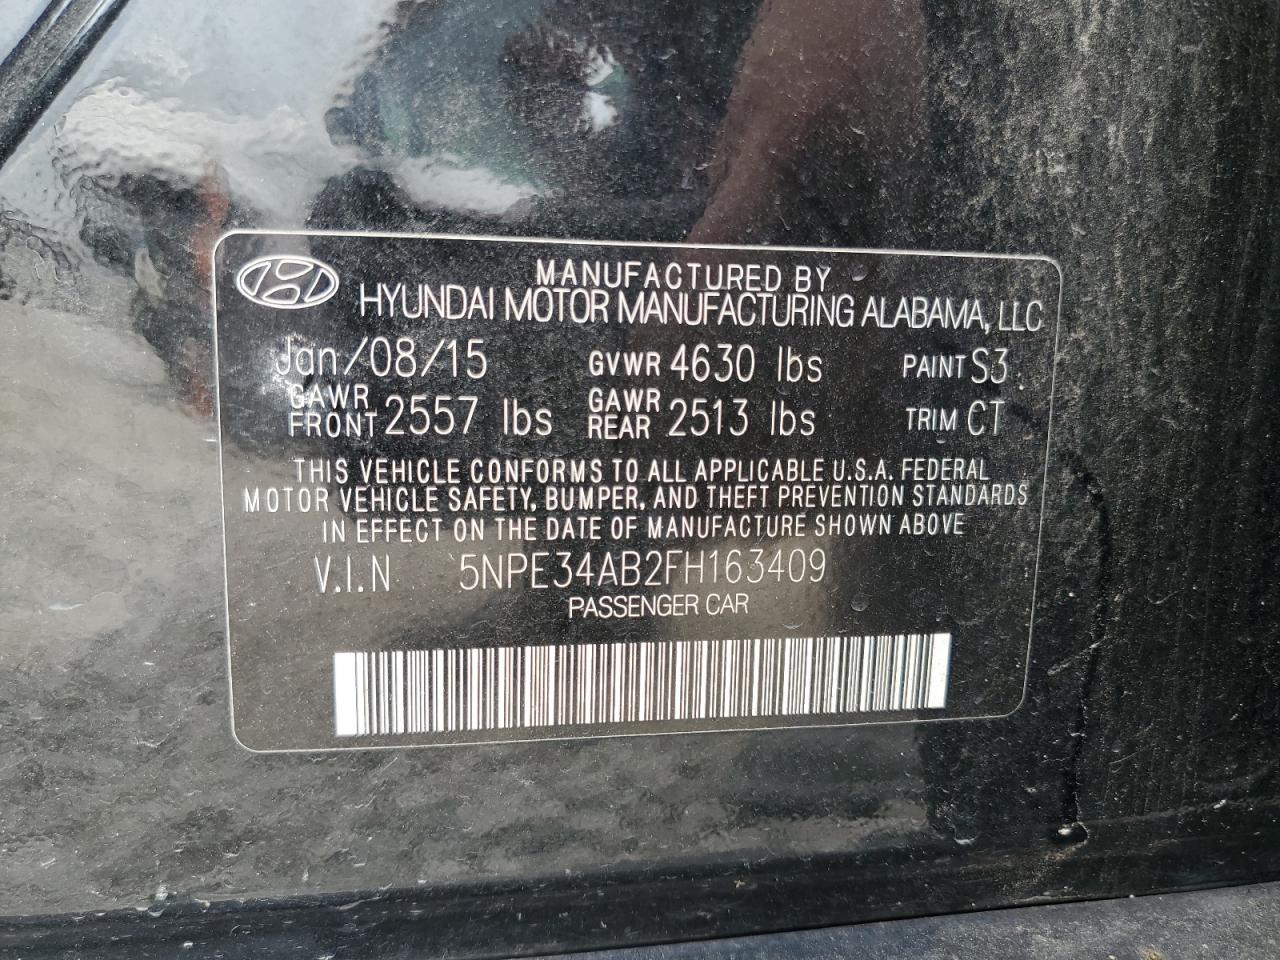 MANUFACTURED BY
HYUNDAI MOTOR MANUFACTURING ALABAMA, LLC
Jan/08/15 GVWR 4630 lbs PAINT S3
GAWR FRONT 2557 lbs GAWR REAR 2513 lbs TRIM CT
THIS VEHICLE CONFORMS TO ALL APPLICABLE U.S.A. FEDERAL
MOTOR VEHICLE SAFETY, BUMPER, AND THEFT PREVENTION STANDARDS
IN EFFECT ON THE DATE OF MANUFACTURE SHOWN ABOVE
V.I.N 5NPE34AB2FH163409
PASSENGER CAR